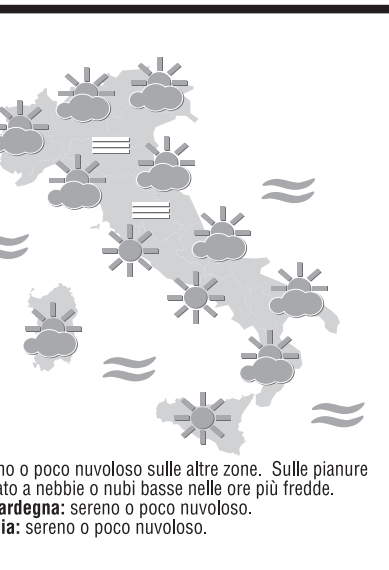 no o poco nuvoloso sulle altre zone. Sulle pianure
ato a nebbie o nubi basse nelle ore più fredde.
ardegna: sereno o poco nuvoloso.
ia: sereno o poco nuvoloso.